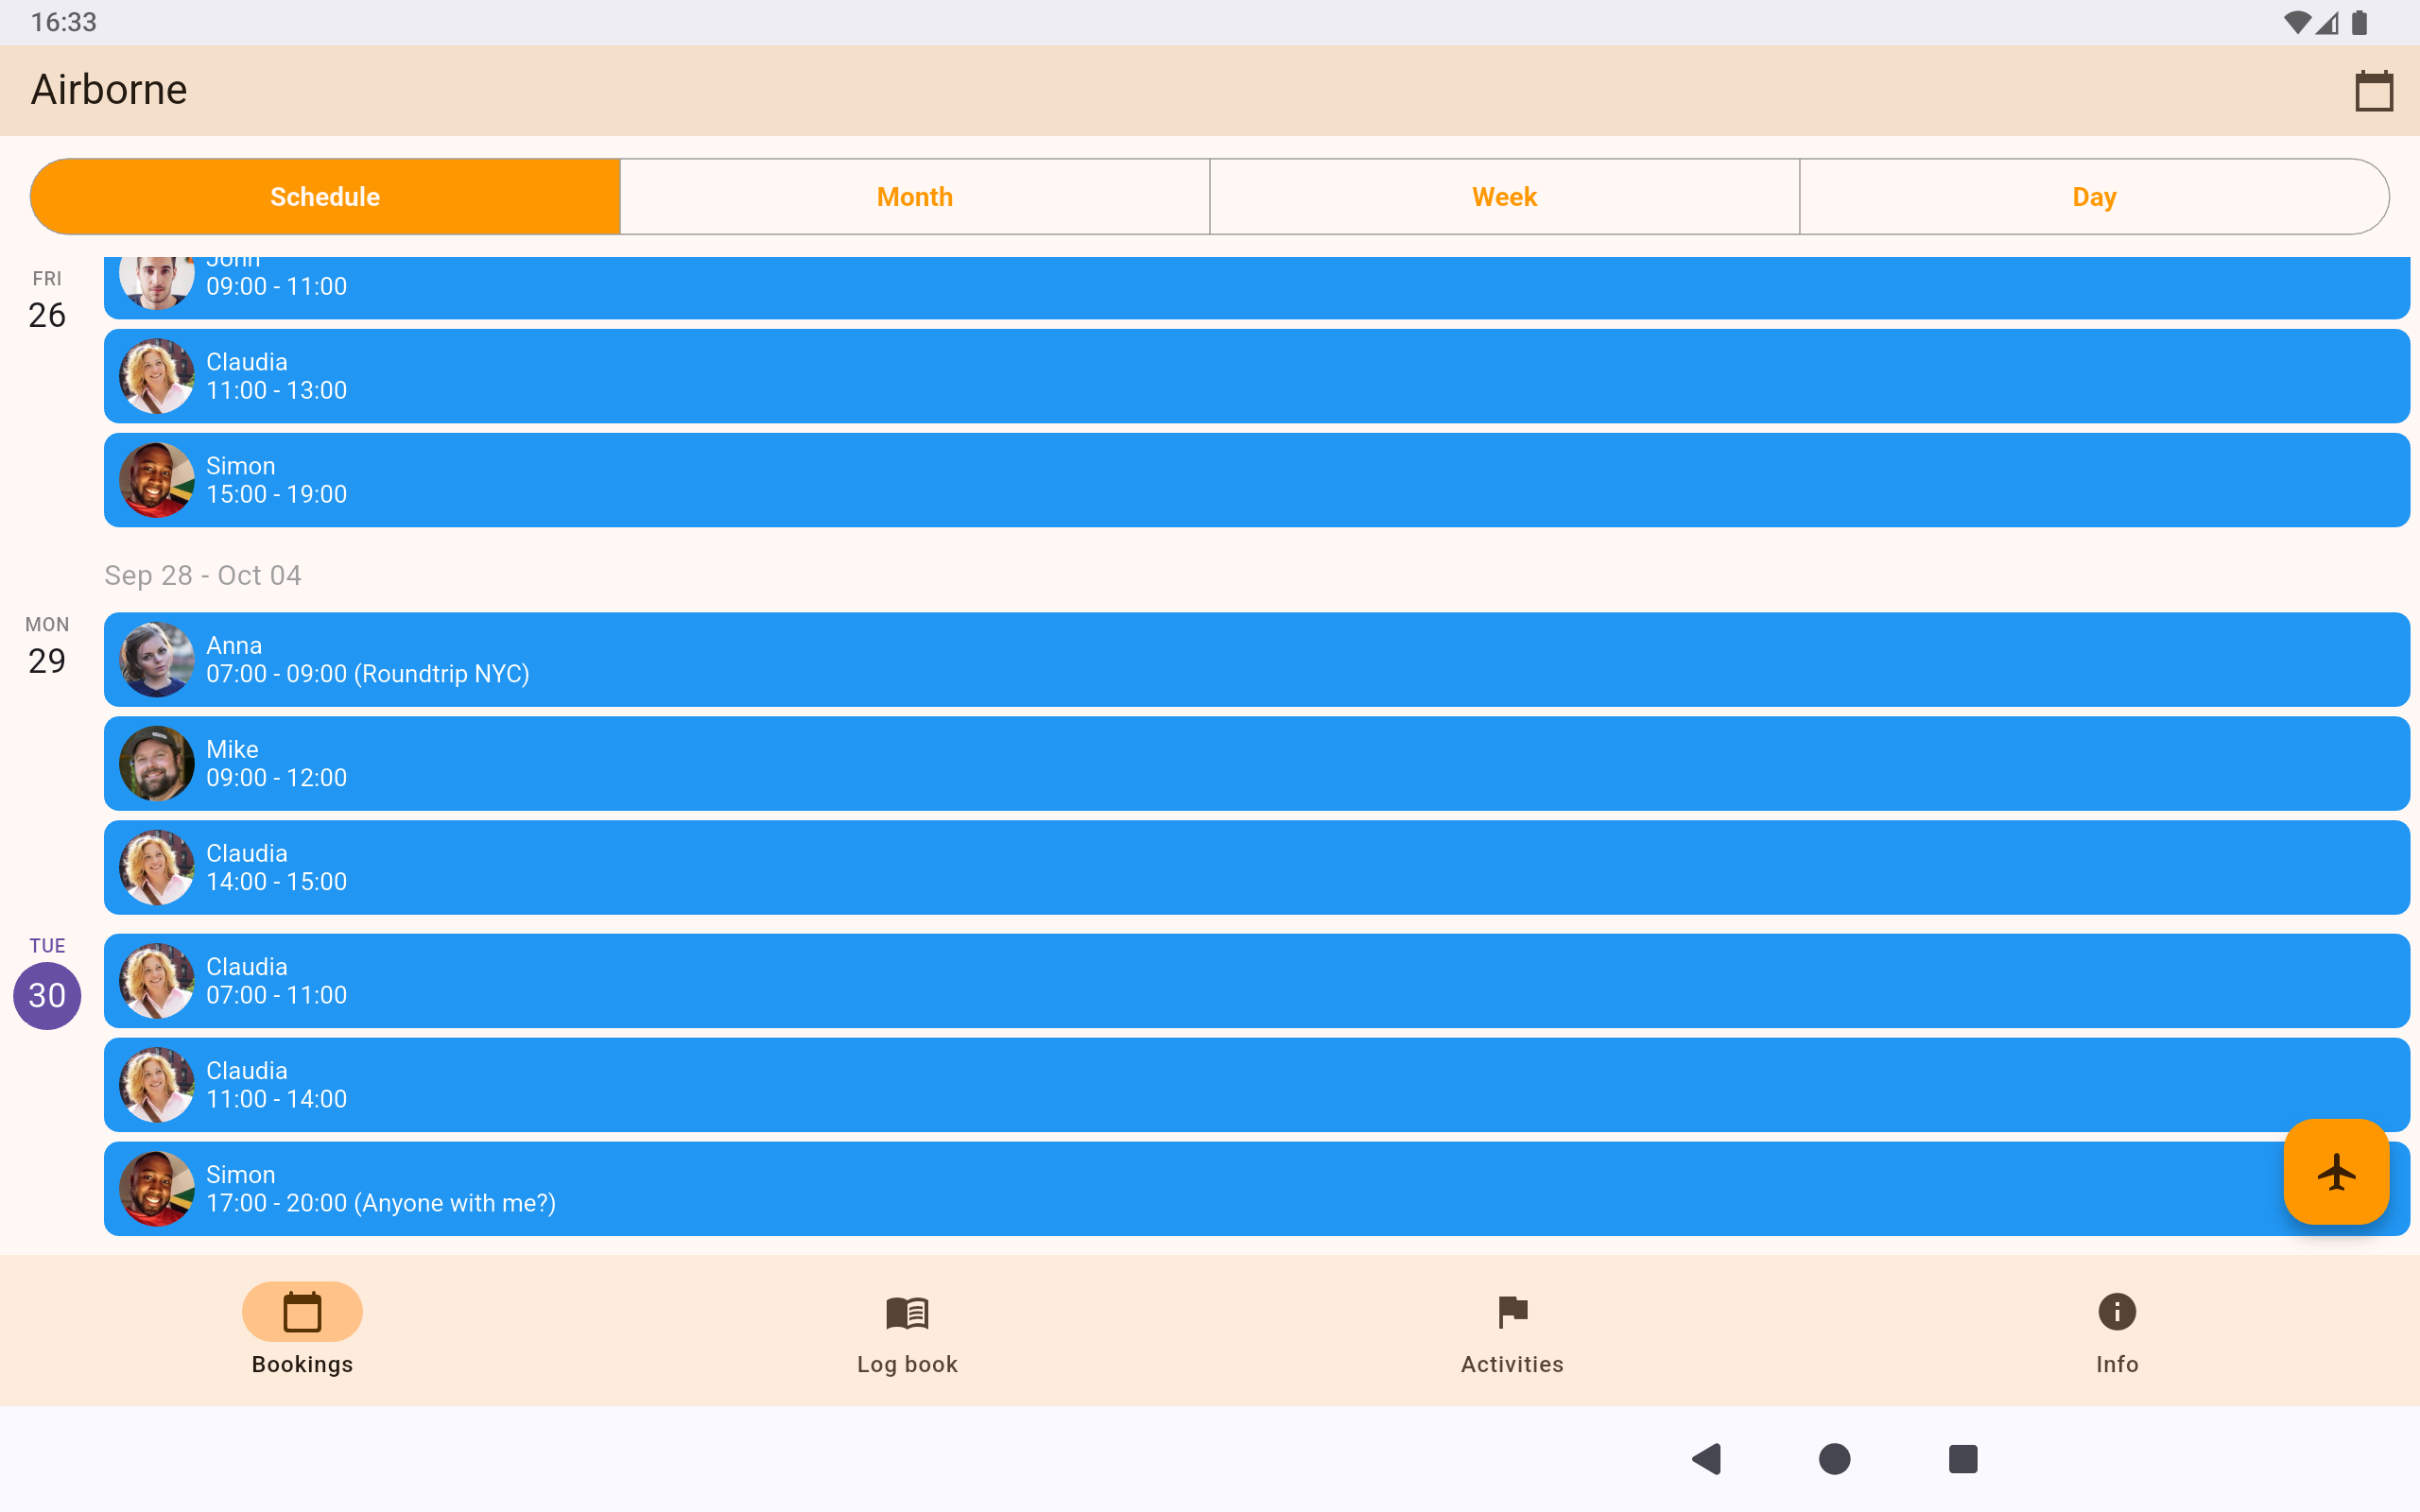 16:33
Airborne
Schedule
Month
Week
Day
FRI
26
John
09:00 - 11:00
Claudia
11:00 - 13:00
Simon
15:00 - 19:00
Sep 28 - Oct 04
MON
29
Anna
07:00 - 09:00 (Roundtrip NYC)
Mike
09:00 - 12:00
Claudia
14:00 - 15:00
TUE
30
Claudia
07:00 - 11:00
Claudia
11:00 - 14:00
Simon
17:00 - 20:00 (Anyone with me?)
Bookings
Log book
Activities
Info